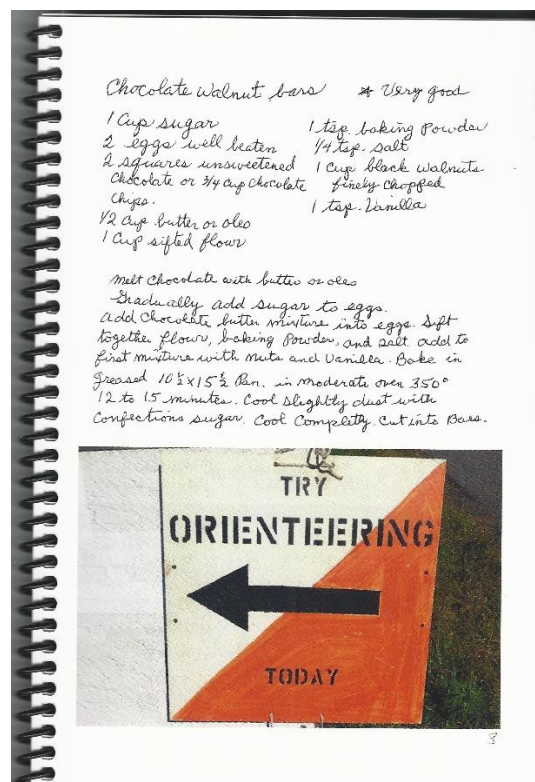 Chocolate Walnut bars * Very good
1 Cup sugar
2 eggs well beaten
2 squares unsweetened
Chocolate or 3/4 Cup Chocolate
Chips.
1/2 Cup butter or oleo
1 Cup sifted flour
1 tsp. baking Powder
1/4 tsp. salt
1 Cup black walnuts
finely chopped
1 tsp. Vanilla
melt Chocolate with butter or oleo
Gradually add sugar to eggs.
Add Chocolate butter mixture into eggs. Sift
together flour, baking Powder, and salt. add to
first mixture with nuts and Vanilla. Bake in
greased 10 1/2 x 15 1/2 Pan. in moderate oven 350°
12 to 15 minutes. Cool slightly dust with
Confections sugar. Cool Completly. Cut into Bars.
TRY
ORIENTEERING
TODAY
3